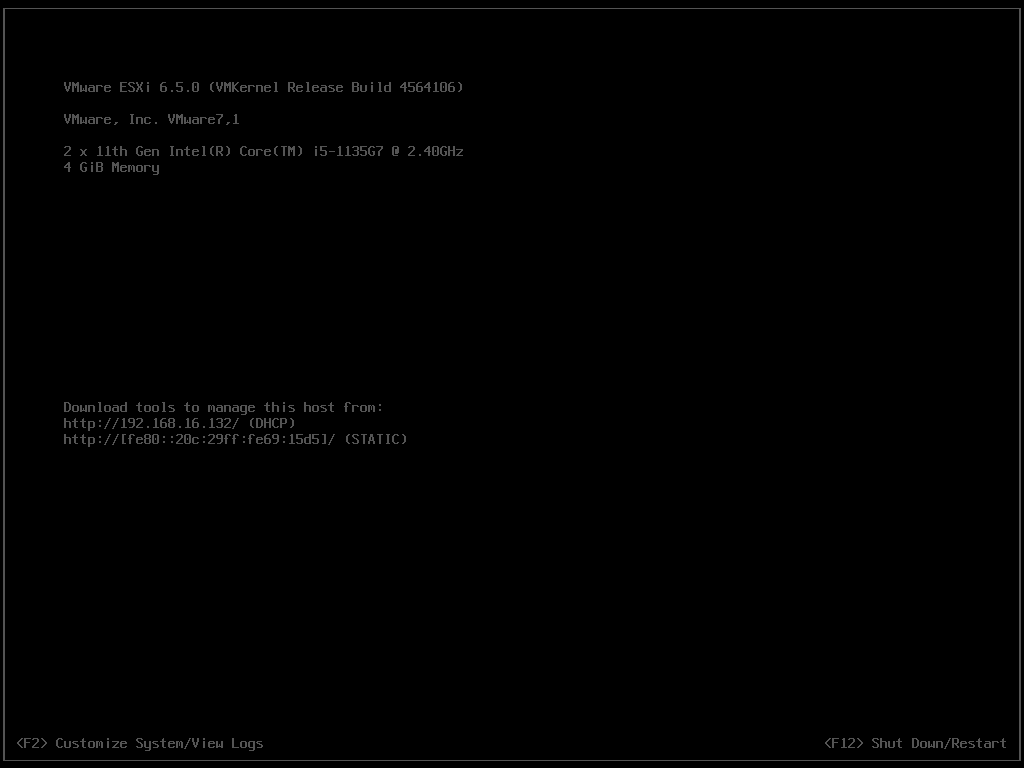 VMware ESXi 6.5.0 (VMKernel Release Build 4564106)
VMware, Inc. VMware7,1
2 x 11th Gen Intel(R) Core(TM) i5-1135G7 @ 2.40GHz
4 GiB Memory
Download tools to manage this host from:
http://192.168.16.132/ (DHCP)
http://[fe80::20c:29ff:fe69:15d5]/ (STATIC)
<F2> Customize System/View Logs
<F12> Shut Down/Restart